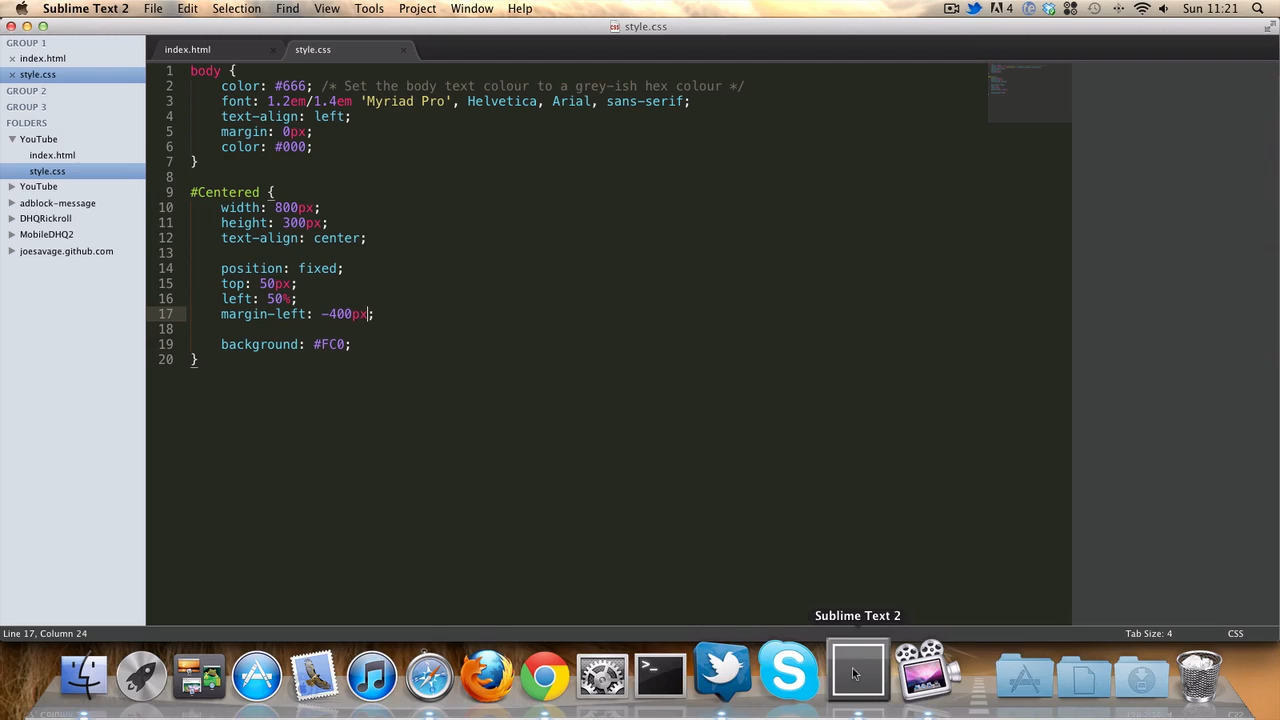 Sublime Text 2 File Edit Selection Find View Tools Project Window Help 4 Sun 11:21
style.css
GROUP 1
index.html
style.css
GROUP 2
GROUP 3
FOLDERS
YouTube
index.html
style.css
YouTube
adblock-message
DHQRickroll
MobileDHQ2
joesavage.github.com
index.html style.css
1 body {
2 color: #666; /* Set the body text colour to a grey-ish hex colour */
3 font: 1.2em/1.4em 'Myriad Pro', Helvetica, Arial, sans-serif;
4 text-align: left;
5 margin: 0px;
6 color: #000;
7 }
8
9 #Centered {
10 width: 800px;
11 height: 300px;
12 text-align: center;
13
14 position: fixed;
15 top: 50px;
16 left: 50%;
17 margin-left: -400px;
18
19 background: #FC0;
20 }
Sublime Text 2
Line 17, Column 24 Tab Size: 4 CSS